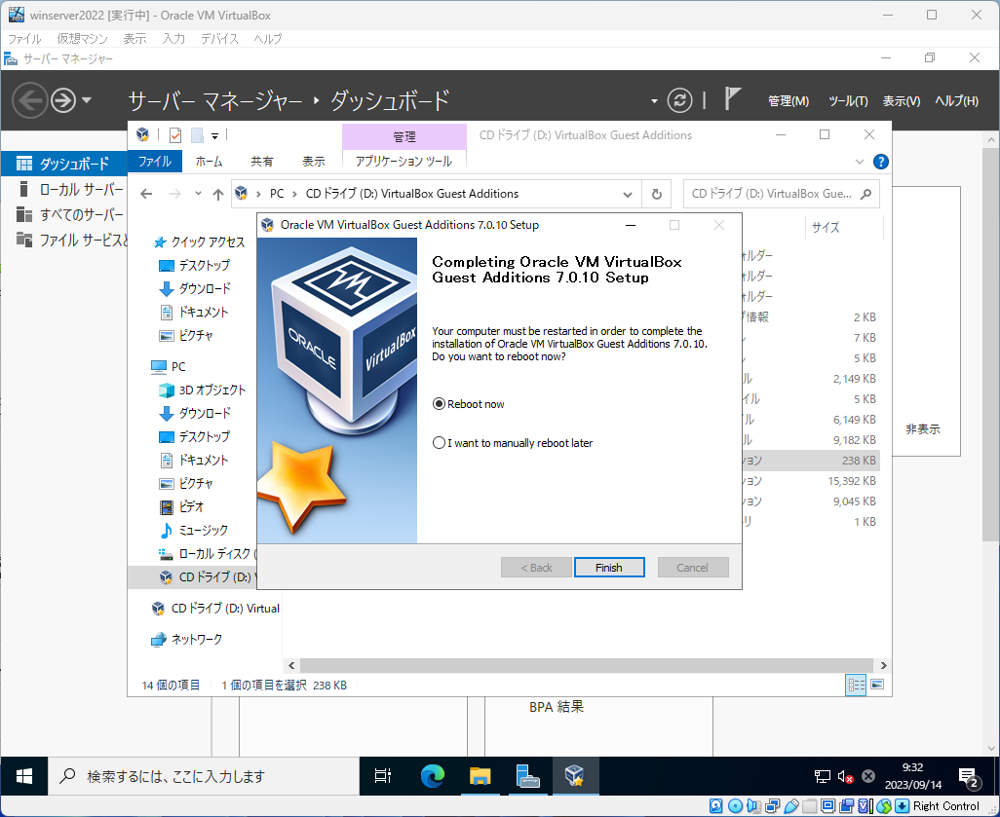 winserver2022 [実行中] - Oracle VM VirtualBox
ファイル 仮想マシン 表示 入力 デバイス ヘルプ
サーバー マネージャー
サーバー マネージャー ダッシュボード
管理(M) ツール(T) 表示(V) ヘルプ(H)
管理
CD ドライブ (D:) VirtualBox Guest Additions
ファイル ホーム 共有 表示 アプリケーション ツール
PC CD ドライブ (D:) VirtualBox Guest Additions
CD ドライブ (D:) VirtualBox Gue...
ダッシュボード
ローカル サーバー
すべてのサーバー
ファイル サービスと
クイック アクセス
デスクトップ
ダウンロード
ドキュメント
ピクチャ
PC
3D オブジェクト
ダウンロード
デスクトップ
ドキュメント
ピクチャ
ビデオ
ミュージック
ローカル ディスク (
CD ドライブ (D:) V
CD ドライブ (D:) Virtual
ネットワーク
Oracle VM VirtualBox Guest Additions 7.0.10 Setup
ORACLE
VirtualBox
Completing Oracle VM VirtualBox
Guest Additions 7.0.10 Setup
Your computer must be restarted in order to complete the
installation of Oracle VM VirtualBox Guest Additions 7.0.10.
Do you want to reboot now?
Reboot now
I want to manually reboot later
< Back Finish Cancel
サイズ
ォルダー
ォルダー
ォルダー
プ情報 2 KB
7 KB
5 KB
ル 2,149 KB
イル 5 KB
ル 6,149 KB
ル 9,182 KB
ション 238 KB
ション 15,392 KB
ション 9,045 KB
リ 1 KB
非表示
14 個の項目 1 個の項目を選択 238 KB
BPA 結果
検索するには、ここに入力します
9:32
2023/09/14
2
Right Control